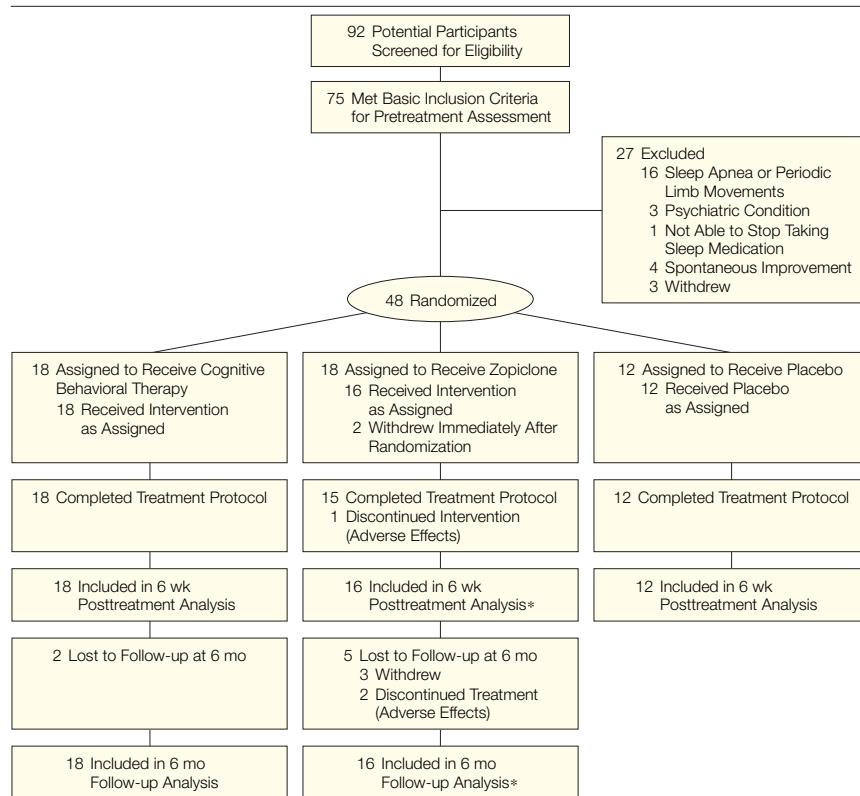 92 Potential Participants
Screened for Eligibility
75 Met Basic Inclusion Criteria
for Pretreatment Assessment
27 Excluded
16 Sleep Apnea or Periodic
Limb Movements
3 Psychiatric Condition
1 Not Able to Stop Taking
Sleep Medication
4 Spontaneous Improvement
3 Withdrew
48 Randomized
18 Assigned to Receive Cognitive
Behavioral Therapy
18 Received Intervention
as Assigned
18 Assigned to Receive Zopiclone
16 Received Intervention
as Assigned
2 Withdrew Immediately After
Randomization
12 Assigned to Receive Placebo
12 Received Placebo
as Assigned
18 Completed Treatment Protocol
15 Completed Treatment Protocol
1 Discontinued Intervention
(Adverse Effects)
12 Completed Treatment Protocol
18 Included in 6 wk
Posttreatment Analysis
16 Included in 6 wk
Posttreatment Analysis*
12 Included in 6 wk
Posttreatment Analysis
2 Lost to Follow-up at 6 mo
5 Lost to Follow-up at 6 mo
3 Withdrew
2 Discontinued Treatment
(Adverse Effects)
18 Included in 6 mo
Follow-up Analysis
16 Included in 6 mo
Follow-up Analysis*